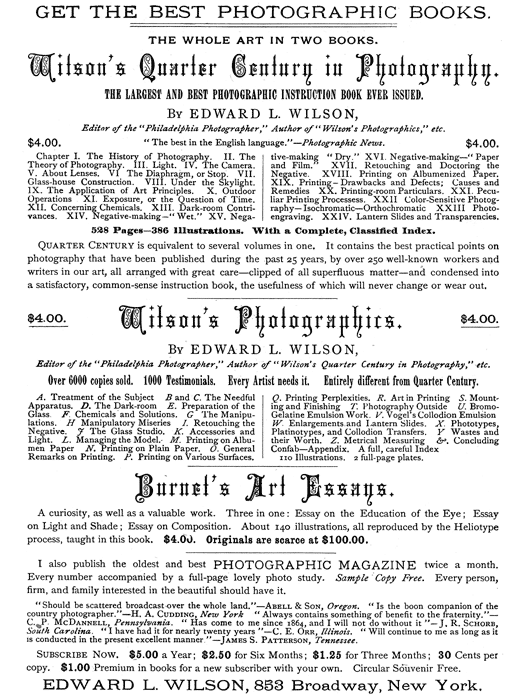 GET THE BEST PHOTOGRAPHIC BOOKS.
THE WHOLE ART IN TWO BOOKS.
Wilson's Quarter Century in Photography.
THE LARGEST AND BEST PHOTOGRAPHIC INSTRUCTION BOOK EVER ISSUED.
By EDWARD L. WILSON,
Editor of the "Philadelphia Photographer," Author of "Wilson's Photographics," etc.
$4.00. "The best in the English language."—Photographic News. $4.00.
Chapter I. The History of Photography. II. The
Theory of Photography. III. Light. IV. The Camera.
V. About Lenses. VI The Diaphragm, or Stop. VII.
Glass-house Construction. VIII. Under the Skylight.
IX. The Application of Art Principles. X. Outdoor
Operations XI. Exposure, or the Question of Time.
XII. Concerning Chemicals. XIII. Dark-room Contri-
vances. XIV. Negative-making—"Wet." XV. Nega-
tive-making "Dry." XVI. Negative-making—"Paper
and Film." XVII. Retouching and Doctoring the
Negative. XVIII. Printing on Albumenized Paper.
XIX. Printing—Drawbacks and Defects; Causes and
Remedies XX. Printing-room Particulars. XXI. Pecu-
liar Printing Processess. XXII Color-Sensitive Photog-
raphy—Isochromatic—Orthochromatic XXIII Photo-
engraving. XXIV. Lantern Slides and Transparencies.
528 Pages—386 Illustrations. With a Complete, Classified Index.
QUARTER CENTURY is equivalent to several volumes in one. It contains the best practical points on
photography that have been published during the past 25 years, by over 250 well-known workers and
writers in our art, all arranged with great care—clipped of all superfluous matter—and condensed into
a satisfactory, common-sense instruction book, the usefulness of which will never change or wear out.
$4.00. Wilson's Photographics. $4.00.
By EDWARD L. WILSON,
Editor of the "Philadelphia Photographer," Author of "Wilson's Quarter Century in Photography," etc.
Over 6000 copies sold. 1000 Testimonials. Every Artist needs it. Entirely different from Quarter Century.
A. Treatment of the Subject B and C. The Needful
Apparatus. D. The Dark-room E. Preparation of the
Glass F Chemicals and Solutions. G The Manipu-
lations. H Manipulatory Miseries I. Retouching the
Negative. J The Glass Studio. K. Accessories and
Light. L. Managing the Model. M. Printing on Albu-
men Paper N. Printing on Plain Paper. O. General
Remarks on Printing. P. Printing on Various Surfaces.
Q. Printing Perplexities. R. Art in Printing S. Mount-
ing and Finishing T. Photography Outside U. Bromo-
Gelatine Emulsion Work. V. Vogel's Collodion Emulsion
W. Enlargements and Lantern Slides. X. Phototypes,
Platinotypes, and Collodion Transfers. Y Wastes and
their Worth. Z. Metrical Measuring &. Concluding
Confab—Appendix. A full, careful Index
110 Illustrations. 2 full-page plates.
Burnet's Art Essays.
A curiosity, as well as a valuable work. Three in one: Essay on the Education of the Eye; Essay
on Light and Shade; Essay on Composition. About 140 illustrations, all reproduced by the Heliotype
process, taught in this book. $4.00. Originals are scarce at $100.00.
I also publish the oldest and best PHOTOGRAPHIC MAGAZINE twice a month.
Every number accompanied by a full-page lovely photo study. Sample Copy Free. Every person,
firm, and family interested in the beautiful should have it.
"Should be scattered broadcast over the whole land."—ABELL & SON, Oregon. "Is the boon companion of the
country photographer."—H. A. CUDDING, New York "Always contains something of benefit to the fraternity."—
C. P. MCDANNELL, Pennsylvania. "Has come to me since 1864, and I will not do without it"—J. R. SCHORB,
South Carolina. "I have had it for nearly twenty years"—C. E. ORR, Illinois. "Will continue to me as long as it
is conducted in the present excellent manner."—JAMES S. PATTERSON, Tennessee.
SUBSCRIBE NOW. $5.00 a Year; $2.50 for Six Months; $1.25 for Three Months; 30 Cents per
copy. $1.00 Premium in books for a new subscriber with your own. Circular Souvenir Free.
EDWARD L. WILSON, 853 Broadway, New York.